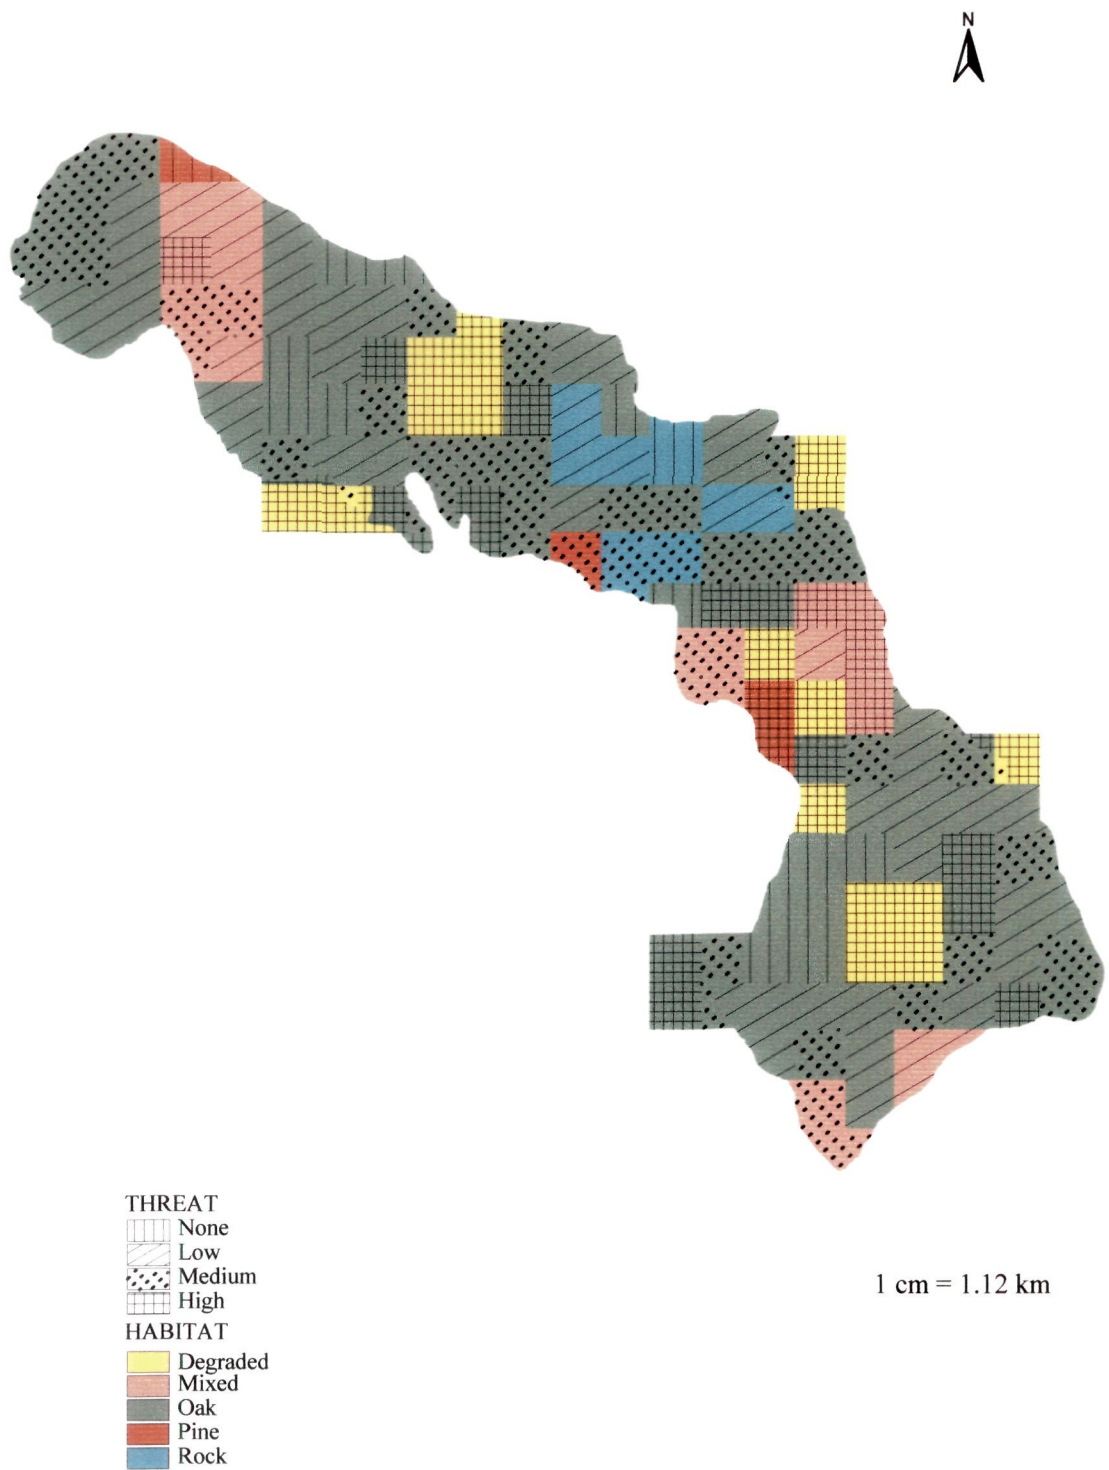 N
THREAT
None
Low
Medium
High
HABITAT
Degraded
Mixed
Oak
Pine
Rock
1 cm = 1.12 km